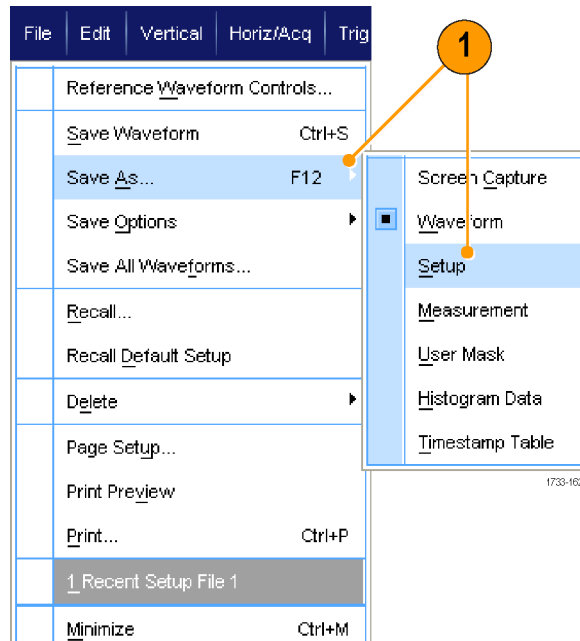 File Edit Vertical Horiz/Acq Trig
1
Reference Waveform Controls...
Save Waveform Ctrl+S
Save As... F12
Save Options
Save All Waveforms...
Recall...
Recall Default Setup
Delete
Page Setup...
Print Preview
Print... Ctrl+P
1 Recent Setup File 1
Minimize Ctrl+M
Screen Capture
Waveform
Setup
Measurement
User Mask
Histogram Data
Timestamp Table